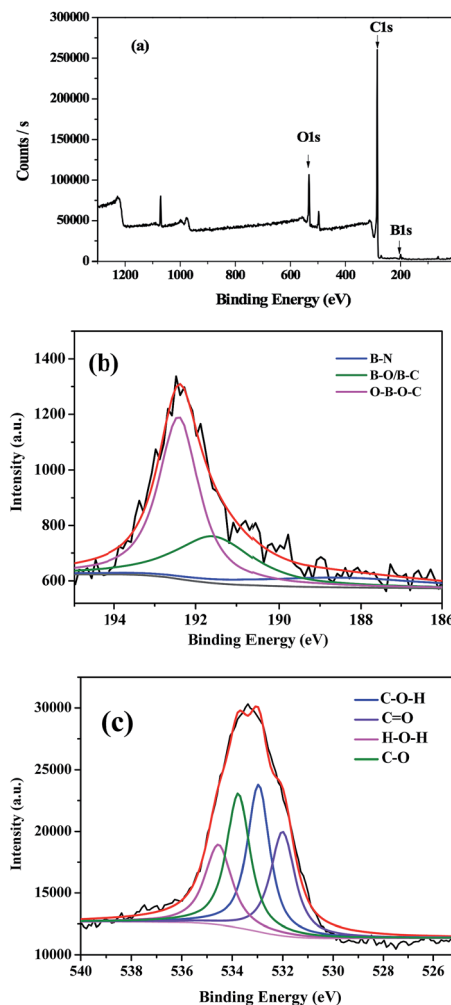 (a)
C1s
O1s
B1s
300000
250000
200000
150000
100000
50000
0
Counts / s
1200 1000 800 600 400 200
Binding Energy (eV)
(b)
B-N
B-O/B-C
O-B-O-C
1400
1200
1000
800
600
Intensity (a.u.)
194 192 190 188 186
Binding Energy (eV)
(c)
C-O-H
C=O
H-O-H
C-O
30000
25000
20000
15000
10000
Intensity (a.u.)
540 538 536 534 532 530 528 526
Binding Energy (eV)